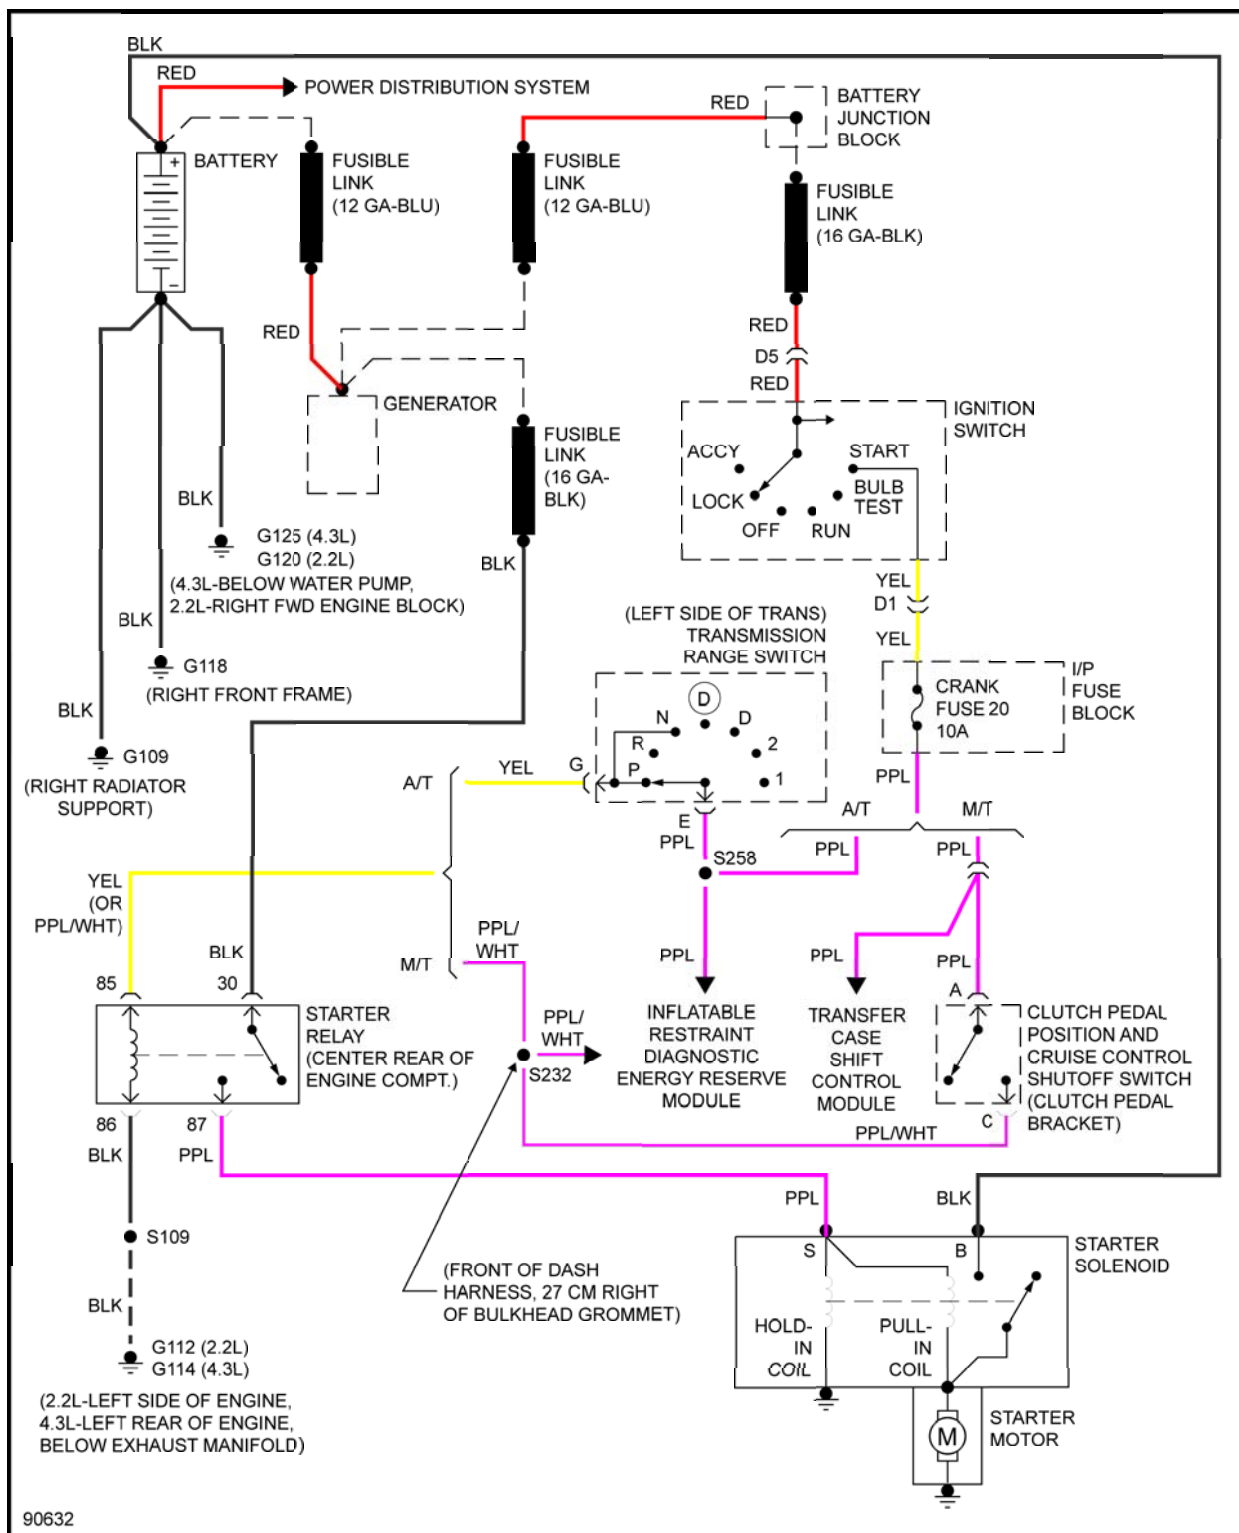 BLK
RED
POWER DISTRIBUTION SYSTEM
RED
BATTERY
JUNCTION
BLOCK
+
BATTERY
FUSIBLE
LINK
(12 GA-BLU)
FUSIBLE
LINK
(12 GA-BLU)
FUSIBLE
LINK
(16 GA-BLK)
–
RED
RED
D5
RED
GENERATOR
IGNITION
SWITCH
FUSIBLE
LINK
(16 GA-
BLK)
ACCY
START
LOCK
BULB
TEST
OFF
RUN
BLK
G125 (4.3L)
G120 (2.2L)
(4.3L-BELOW WATER PUMP,
2.2L-RIGHT FWD ENGINE BLOCK)
BLK
YEL
D1
YEL
BLK
(LEFT SIDE OF TRANS)
TRANSMISSION
RANGE SWITCH
G118
(RIGHT FRONT FRAME)
CRANK
FUSE 20
10A
I/P
FUSE
BLOCK
BLK
G109
(RIGHT RADIATOR
SUPPORT)
D
N
D
R
2
P
1
G
YEL
A/T
E
PPL
PPL
A/T
M/T
PPL
PPL
S258
YEL
(OR
PPL/WHT)
BLK
PPL/
WHT
M/T
PPL
PPL
PPL
85
30
A
STARTER
RELAY
(CENTER REAR OF
ENGINE COMPT.)
PPL/
WHT
S232
INFLATABLE
RESTRAINT
DIAGNOSTIC
ENERGY RESERVE
MODULE
TRANSFER
CASE
SHIFT
CONTROL
MODULE
CLUTCH PEDAL
POSITION AND
CRUISE CONTROL
SHUTOFF SWITCH
(CLUTCH PEDAL
BRACKET)
C
86
87
PPL/WHT
BLK
PPL
PPL
BLK
S109
S
B
STARTER
SOLENOID
(FRONT OF DASH
HARNESS, 27 CM RIGHT
OF BULKHEAD GROMMET)
BLK
HOLD-
IN
COIL
PULL-
IN
COIL
G112 (2.2L)
G114 (4.3L)
(2.2L-LEFT SIDE OF ENGINE,
4.3L-LEFT REAR OF ENGINE,
BELOW EXHAUST MANIFOLD)
M
STARTER
MOTOR
90632